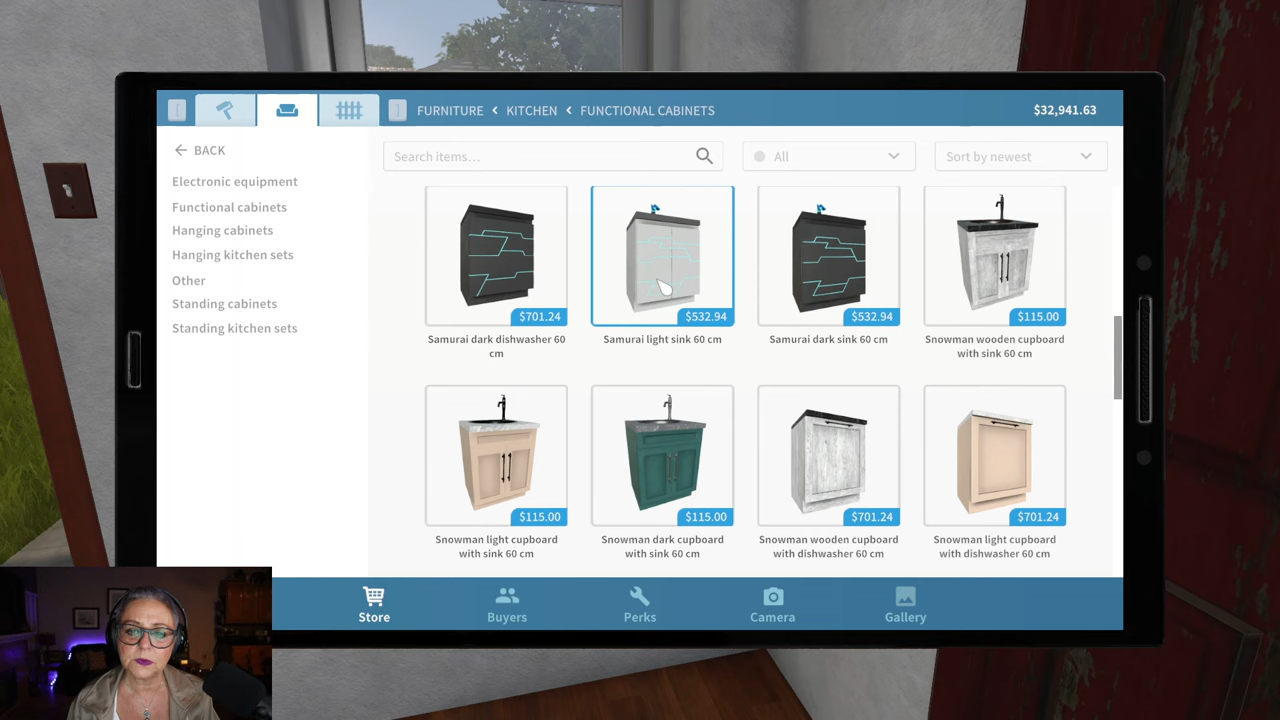 FURNITURE < KITCHEN < FUNCTIONAL CABINETS
$32,941.63
BACK
Search items...
All
Sort by newest
Electronic equipment
Functional cabinets
Hanging cabinets
Hanging kitchen sets
Other
Standing cabinets
Standing kitchen sets
$701.24
$532.94
$532.94
$115.00
Samurai dark dishwasher 60
cm
Samurai light sink 60 cm
Samurai dark sink 60 cm
Snowman wooden cupboard
with sink 60 cm
$115.00
$115.00
$701.24
$701.24
Snowman light cupboard
with sink 60 cm
Snowman dark cupboard
with sink 60 cm
Snowman wooden cupboard
with dishwasher 60 cm
Snowman light cupboard
with dishwasher 60 cm
Store
Buyers
Perks
Camera
Gallery